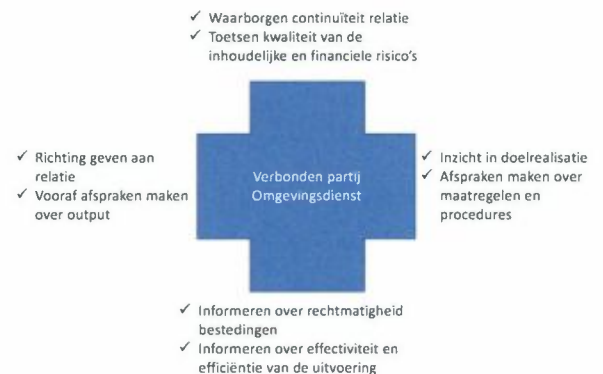 ✓ Waarborgen continuïteit relatie
✓ Toetsen kwaliteit van de
inhoudelijke en financiele risico's
✓ Richting geven aan
relatie
✓ Vooraf afspraken maken
over output
Verbonden partij
Omgevingsdienst
✓ Inzicht in doelrealisatie
✓ Afspraken maken over
maatregelen en
procedures
✓ Informeren over rechtmatigheid
bestedingen
✓ Informeren over effectiviteit en
efficiëntie van de uitvoering